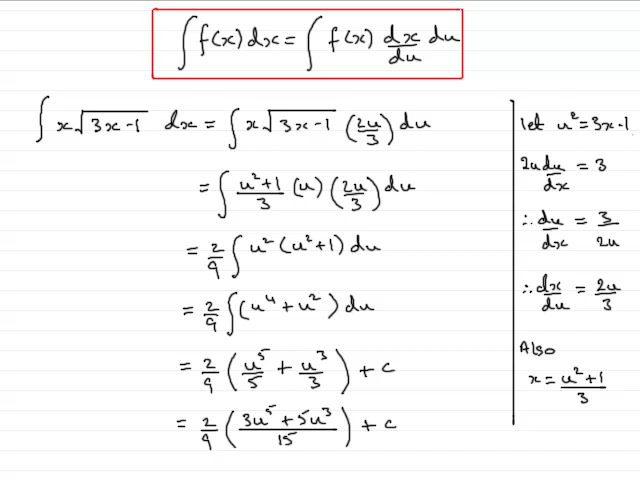 ∫ f(x) dx = ∫ f(x) dx/du du
∫ x√(3x-1) dx = ∫ x√(3x-1) (2u/3) du
= ∫ (u²+1)/3 (u) (2u/3) du
= 2/9 ∫ u² (u²+1) du
= 2/9 ∫ (u⁴ + u²) du
= 2/9 (u⁵/5 + u³/3) + c
= 2/9 ((3u⁵ + 5u³)/15) + c
let u² = 3x-1
2u du/dx = 3
∴ du/dx = 3/2u
∴ dx/du = 2u/3
Also
x = (u²+1)/3